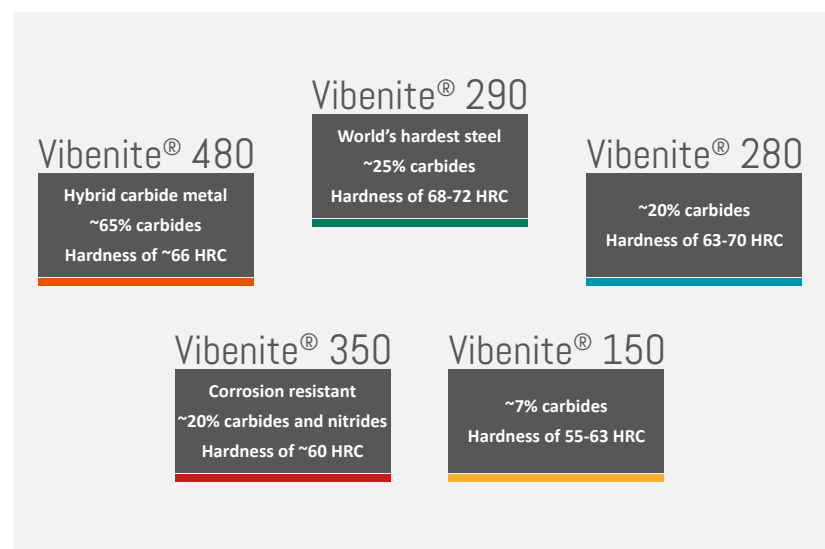 Vibenite® 290
World’s hardest steel
~25% carbides
Hardness of 68-72 HRC
Vibenite® 480
Hybrid carbide metal
~65% carbides
Hardness of ~66 HRC
Vibenite® 280
~20% carbides
Hardness of 63-70 HRC
Vibenite® 350
Corrosion resistant
~20% carbides and nitrides
Hardness of ~60 HRC
Vibenite® 150
~7% carbides
Hardness of 55-63 HRC